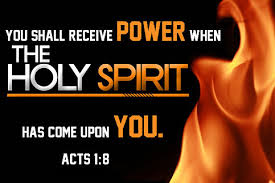 YOU SHALL RECEIVE POWER WHEN
THE
HOLY SPIRIT
HAS COME UPON YOU.
ACTS 1:8